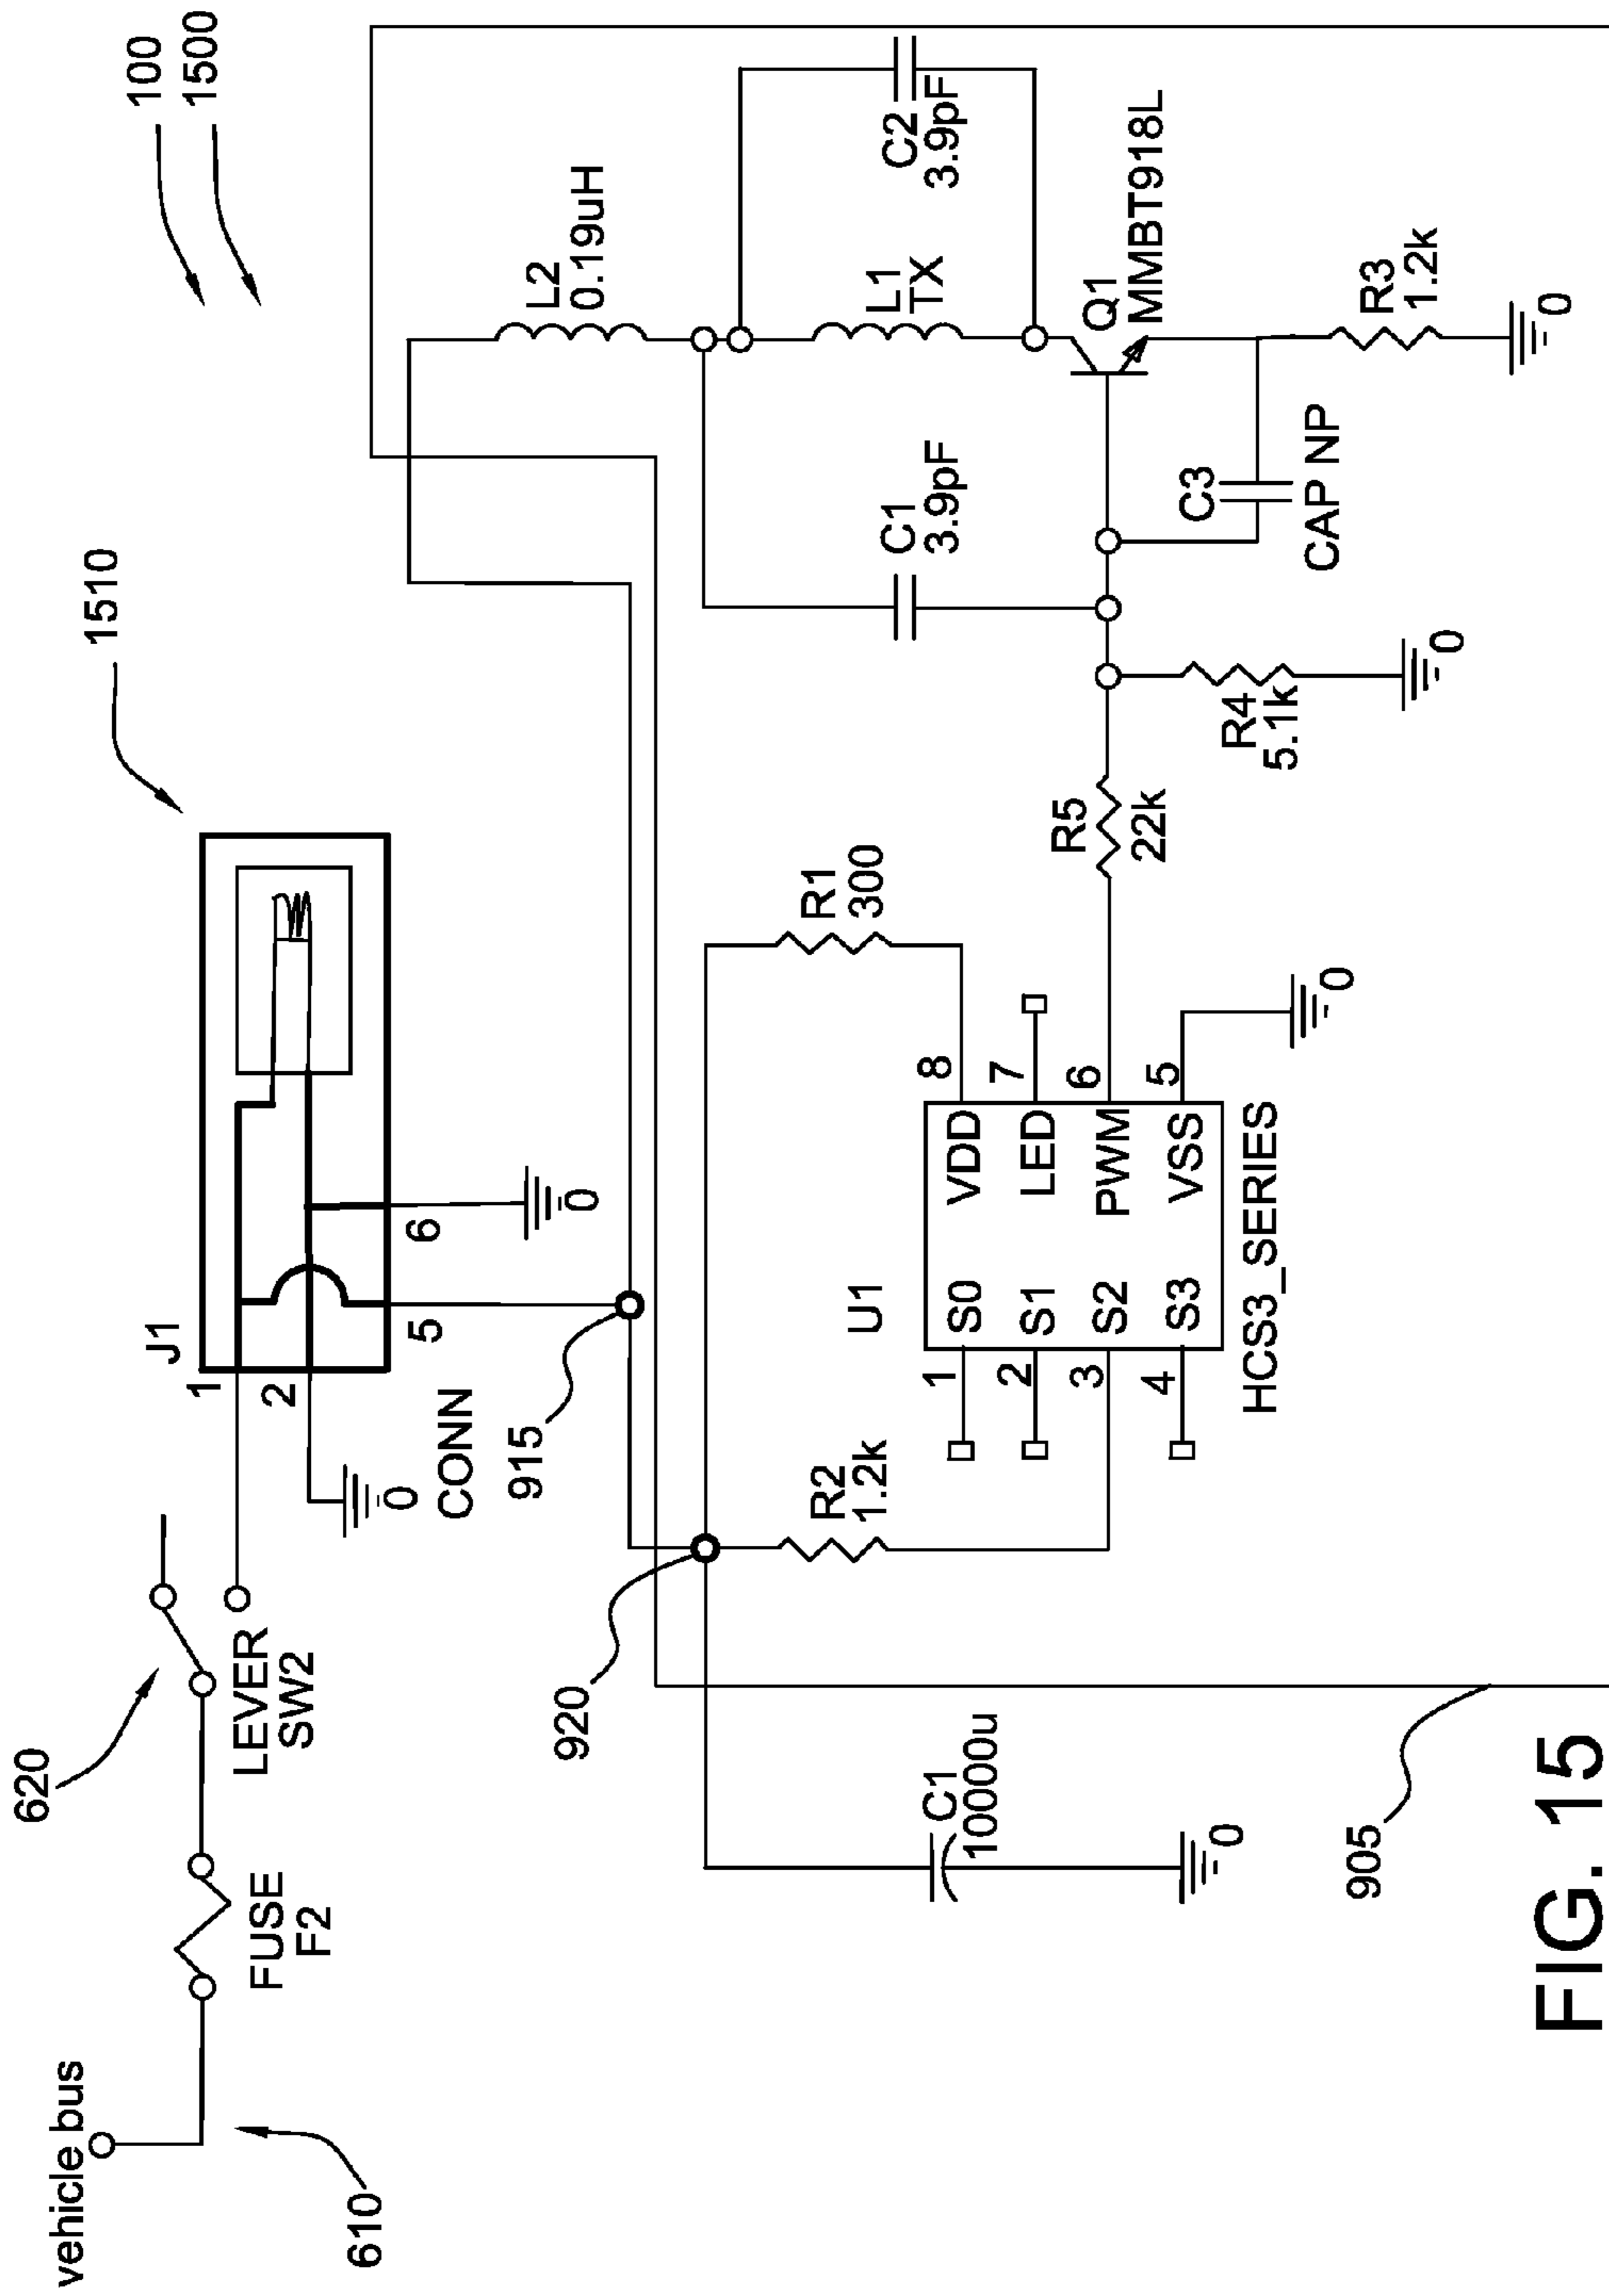 100
1500
1510
620
610
vehicle bus
FUSE
F2
LEVER
SW2
J1
1
2
5
6
0
0
CONN
915
920
905
L2
0.19uH
C2
3.9pF
L1
TX
C1
3.9pF
Q1
MMBT918L
R3
1.2k
0
C3
CAP NP
R4
5.1k
0
R5
22k
R1
300
R2
1.2k
U1
S0
S1
S2
S3
VDD
LED
PWM
VSS
1
2
3
4
8
7
6
5
0
HCS3_SERIES
C1
10000u
0
FIG. 15